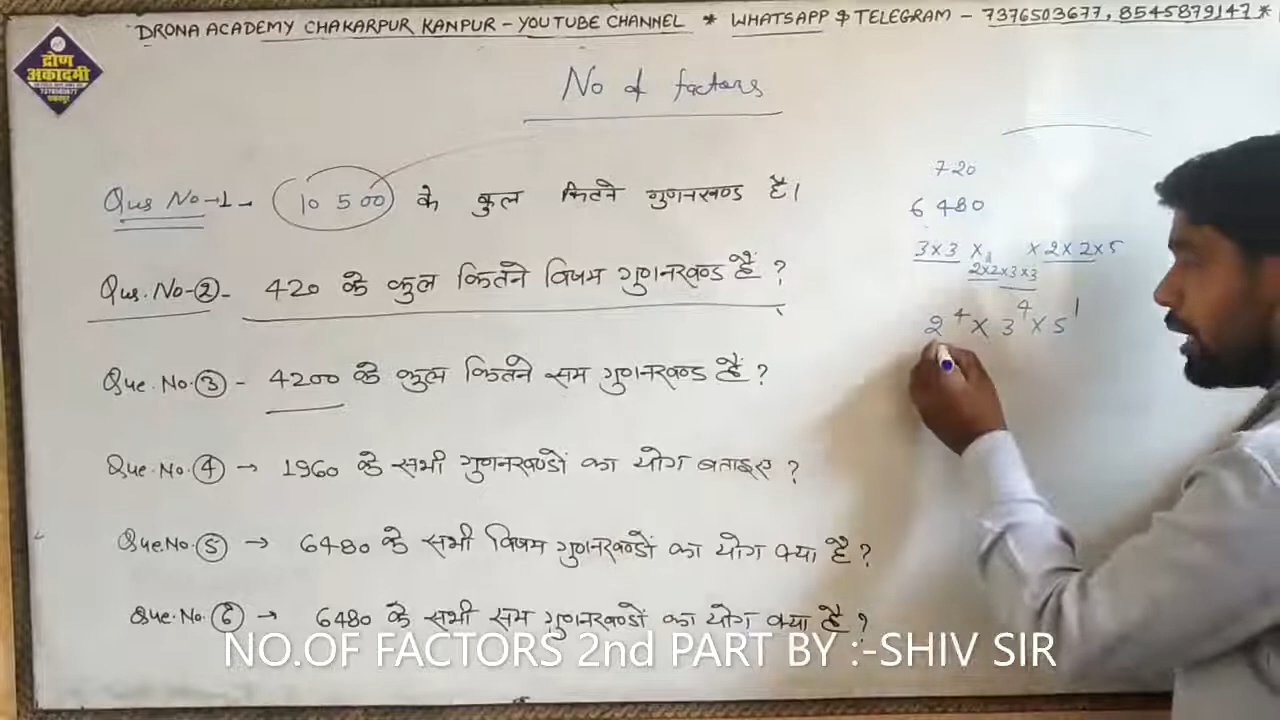 DRONA ACADEMY CHAKARPUR KANPUR - YOUTUBE CHANNEL * WHATSAPP & TELEGRAM - 7376503677, 8545879147 *
द्रोण
अकादमी
No of factors
Qus No→1- 10500 के कुल कितने गुणनखण्ड है।
Qus. No-② - 420 के कुल कितने विषम गुणनखण्ड हैं ?
Que. No. ③ - 4200 के कुल कितने सम गुणनखण्ड हैं ?
Que. No. ④ → 1960 के सभी गुणनखण्डों का योग बताइए ?
Que.No. ⑤ → 6480 के सभी विषम गुणनखण्डों का योग क्या है ?
Que.No. ⑥ → 6480 के सभी सम गुणनखण्डों का योग क्या है ?
720
6480
3×3 × × 2×2×5
2×2×3×3
2⁴ × 3⁴ × 5¹
NO.OF FACTORS 2nd PART BY :-SHIV SIR